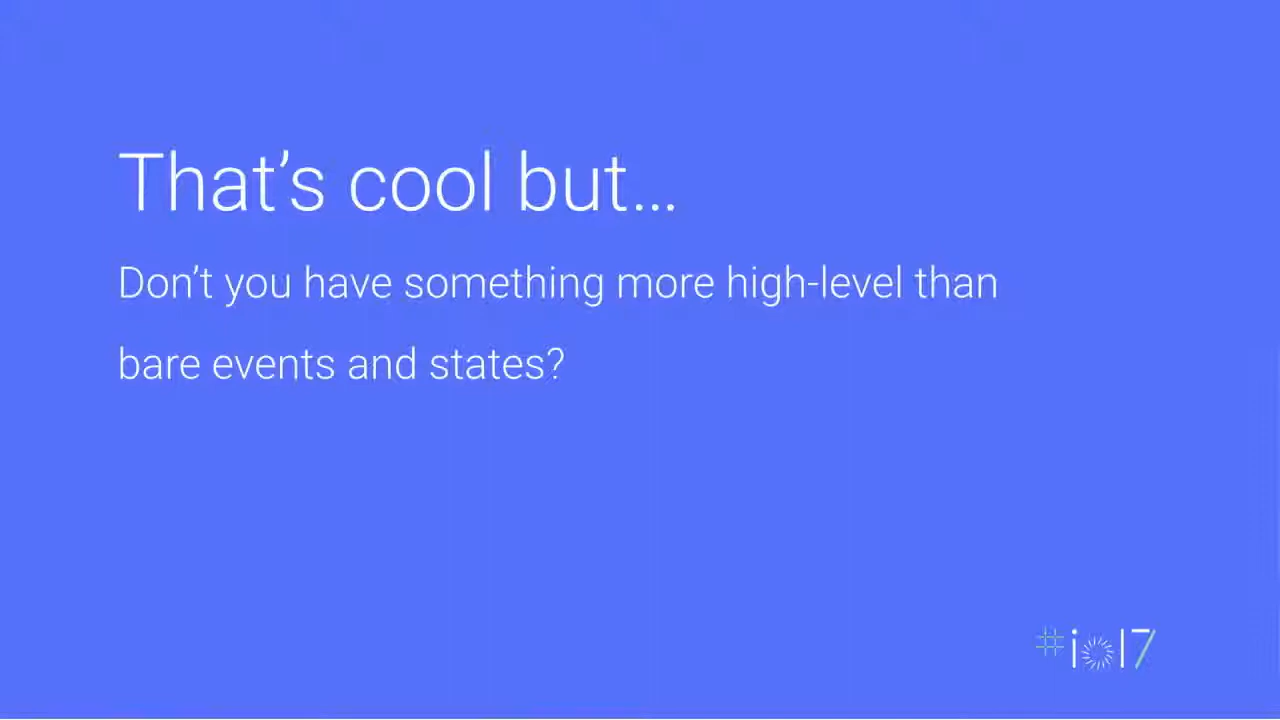 That’s cool but…
Don’t you have something more high-level than
bare events and states?
#io17